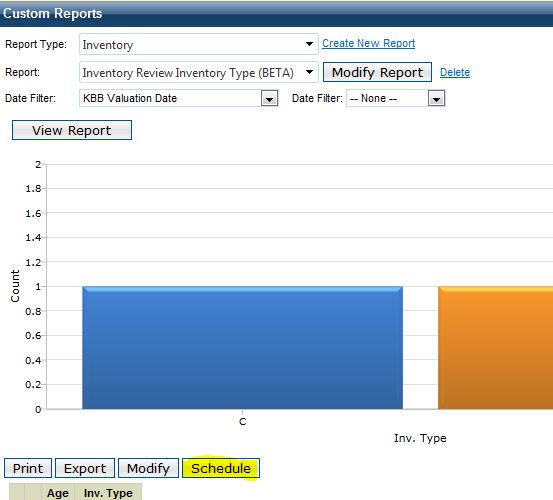 Custom Reports
Report Type: Inventory Create New Report
Report: Inventory Review Inventory Type (BETA) Modify Report Delete
Date Filter: KBB Valuation Date Date Filter: -- None --
View Report
2
1.8
1.6
1.4
1.2
1
0.8
0.6
0.4
0.2
0
Count
C
Inv. Type
Print Export Modify Schedule
Age Inv. Type